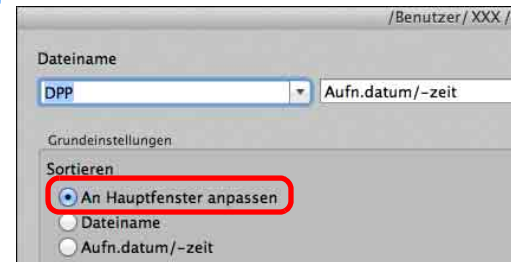 /Benutzer/ XXX /
Dateiname
DPP Aufn.datum/-zeit
Grundeinstellungen
Sortieren
An Hauptfenster anpassen
Dateiname
Aufn.datum/-zeit